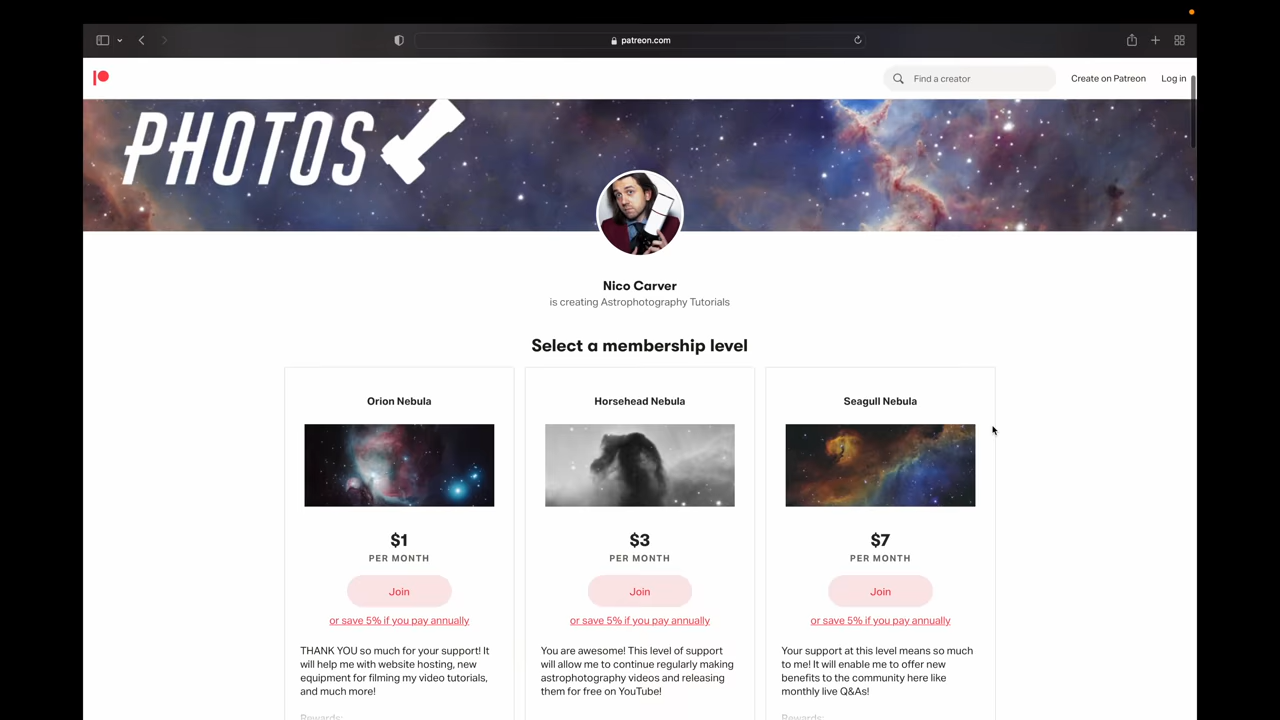 patreon.com
Find a creator
Create on Patreon
Log in
PHOTOS
Nico Carver
is creating Astrophotography Tutorials
Select a membership level
Orion Nebula
$1
PER MONTH
Join
or save 5% if you pay annually
THANK YOU so much for your support! It
will help me with website hosting, new
equipment for filming my video tutorials,
and much more!
Rewards:
Horsehead Nebula
$3
PER MONTH
Join
or save 5% if you pay annually
You are awesome! This level of support
will allow me to continue regularly making
astrophotography videos and releasing
them for free on YouTube!
Seagull Nebula
$7
PER MONTH
Join
or save 5% if you pay annually
Your support at this level means so much
to me! It will enable me to offer new
benefits to the community here like
monthly live Q&As!
Rewards: